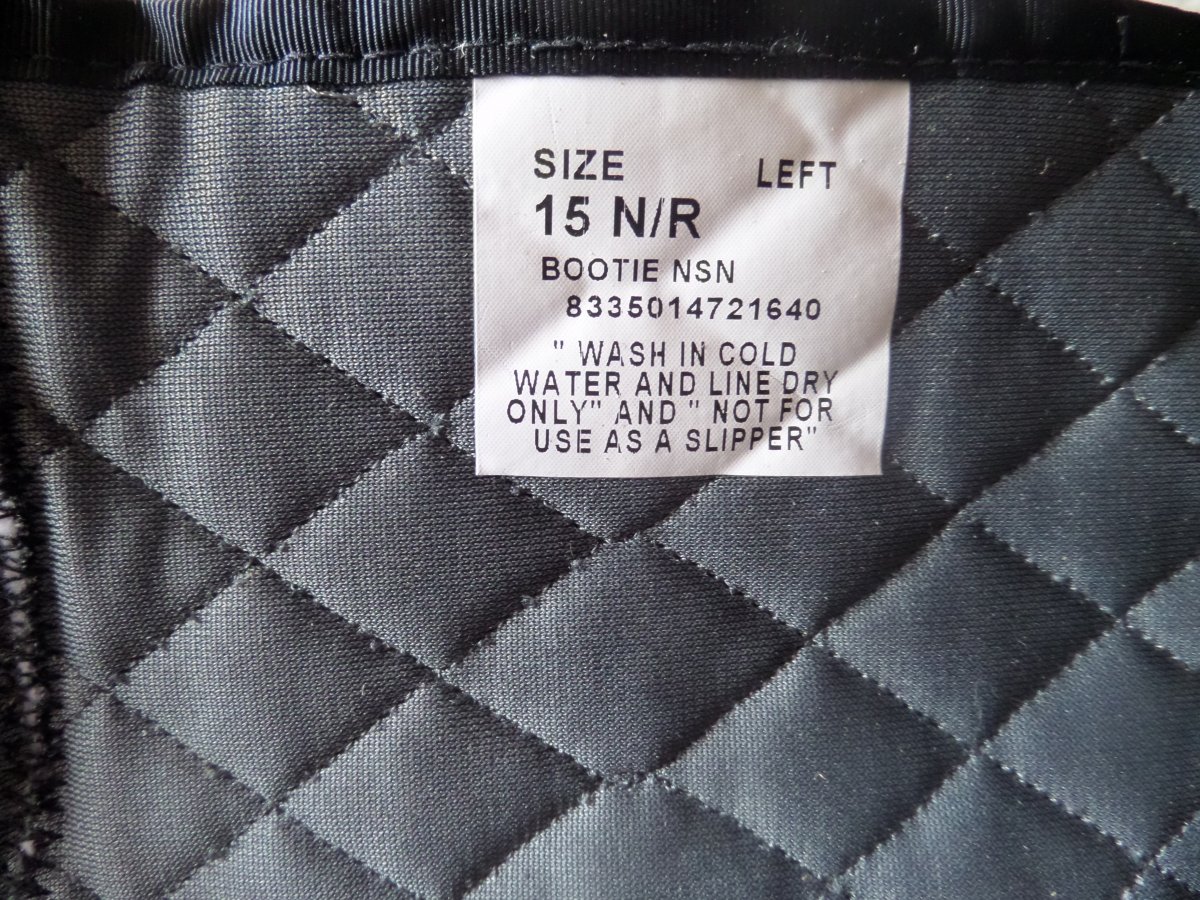 SIZE LEFT
15 N/R
BOOTIE NSN
8335014721640
" WASH IN COLD
WATER AND LINE DRY
ONLY" AND " NOT FOR
USE AS A SLIPPER"